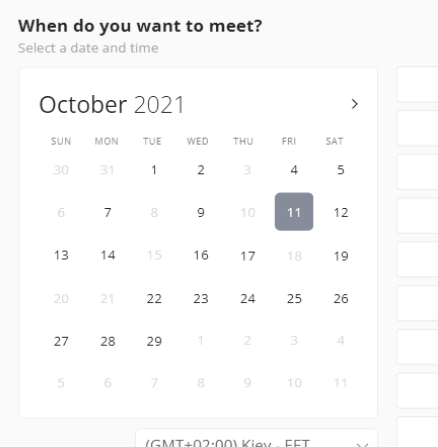 When do you want to meet?
Select a date and time
October 2021
SUN MON TUE WED THU FRI SAT
30 31 1 2 3 4 5
6 7 8 9 10 11 12
13 14 15 16 17 18 19
20 21 22 23 24 25 26
27 28 29 1 2 3 4
5 6 7 8 9 10 11
(GMT+02:00) Kiev - EET